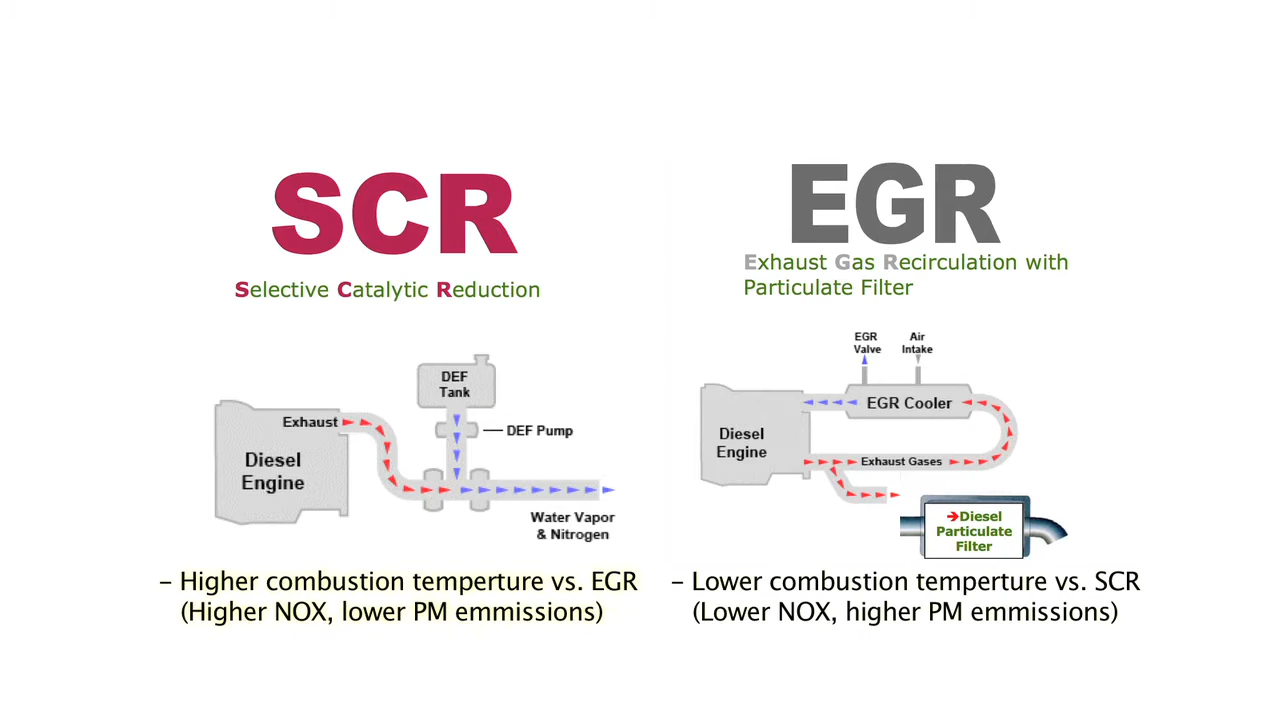 SCR
Selective Catalytic Reduction
DEF
Tank
Exhaust
DEF Pump
Diesel
Engine
Water Vapor
& Nitrogen
– Higher combustion temperture vs. EGR
(Higher NOX, lower PM emmissions)
EGR
Exhaust Gas Recirculation with
Particulate Filter
EGR
Valve
Air
Intake
EGR Cooler
Diesel
Engine
Exhaust Gases
➔Diesel
Particulate
Filter
– Lower combustion temperture vs. SCR
(Lower NOX, higher PM emmissions)